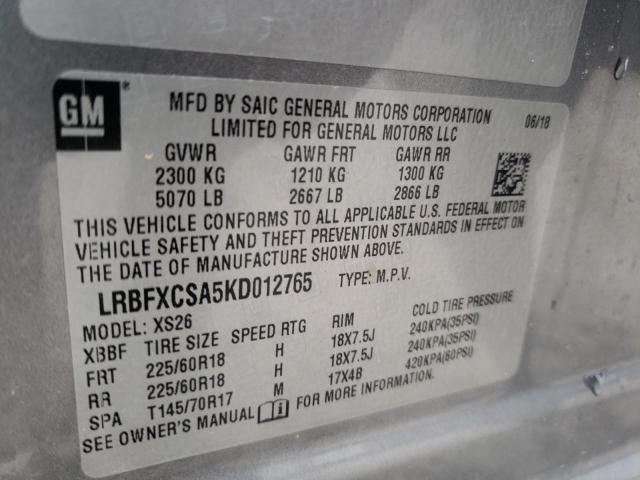 GM ®
MFD BY SAIC GENERAL MOTORS CORPORATION 06/18
LIMITED FOR GENERAL MOTORS LLC
GVWR GAWR FRT GAWR RR
2300 KG 1210 KG 1300 KG
5070 LB 2667 LB 2866 LB
THIS VEHICLE CONFORMS TO ALL APPLICABLE U.S. FEDERAL MOTOR
VEHICLE SAFETY AND THEFT PREVENTION STANDARDS IN EFFECT ON
THE DATE OF MANUFACTURE SHOWN ABOVE.
LRBFXCSA5KD012765 TYPE: M.P.V.
MODEL: XS26
XBBF TIRE SIZE SPEED RTG RIM COLD TIRE PRESSURE
FRT 225/60R18 H 18X7.5J 240KPA(35PSI)
RR 225/60R18 H 18X7.5J 240KPA(35PSI)
SPA T145/70R17 M 17X4B 420KPA(60PSI)
SEE OWNER'S MANUAL FOR MORE INFORMATION.